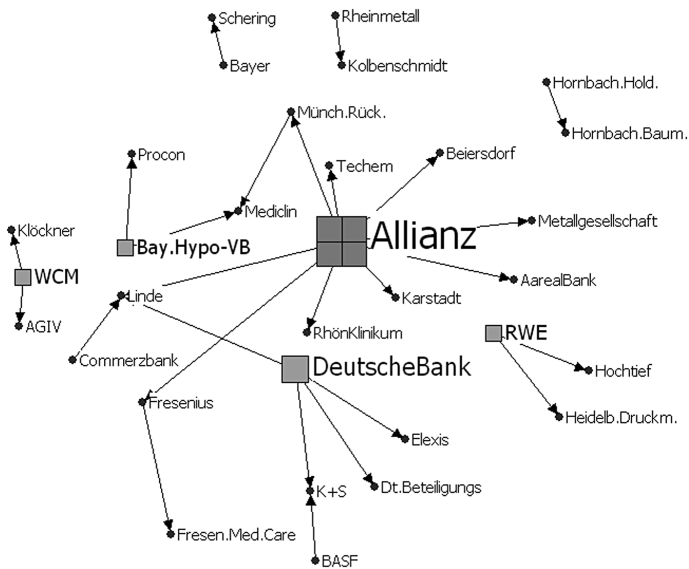 Schering
Rheinmetall
Bayer
Kolbenschmidt
Hornbach.Hold.
Münch.Rück.
Hornbach.Baum.
Procon
Techem
Beiersdorf
Mediclin
Metallgesellschaft
Klöckner
Allianz
Bay.Hypo-VB
WCM
AarealBank
Linde
Karstadt
AGIV
RhönKlinikum
RWE
Commerzbank
DeutscheBank
Hochtief
Fresenius
Heidelb.Druckm.
Elexis
K+S
Dt.Beteiligungs
Fresen.Med.Care
BASF